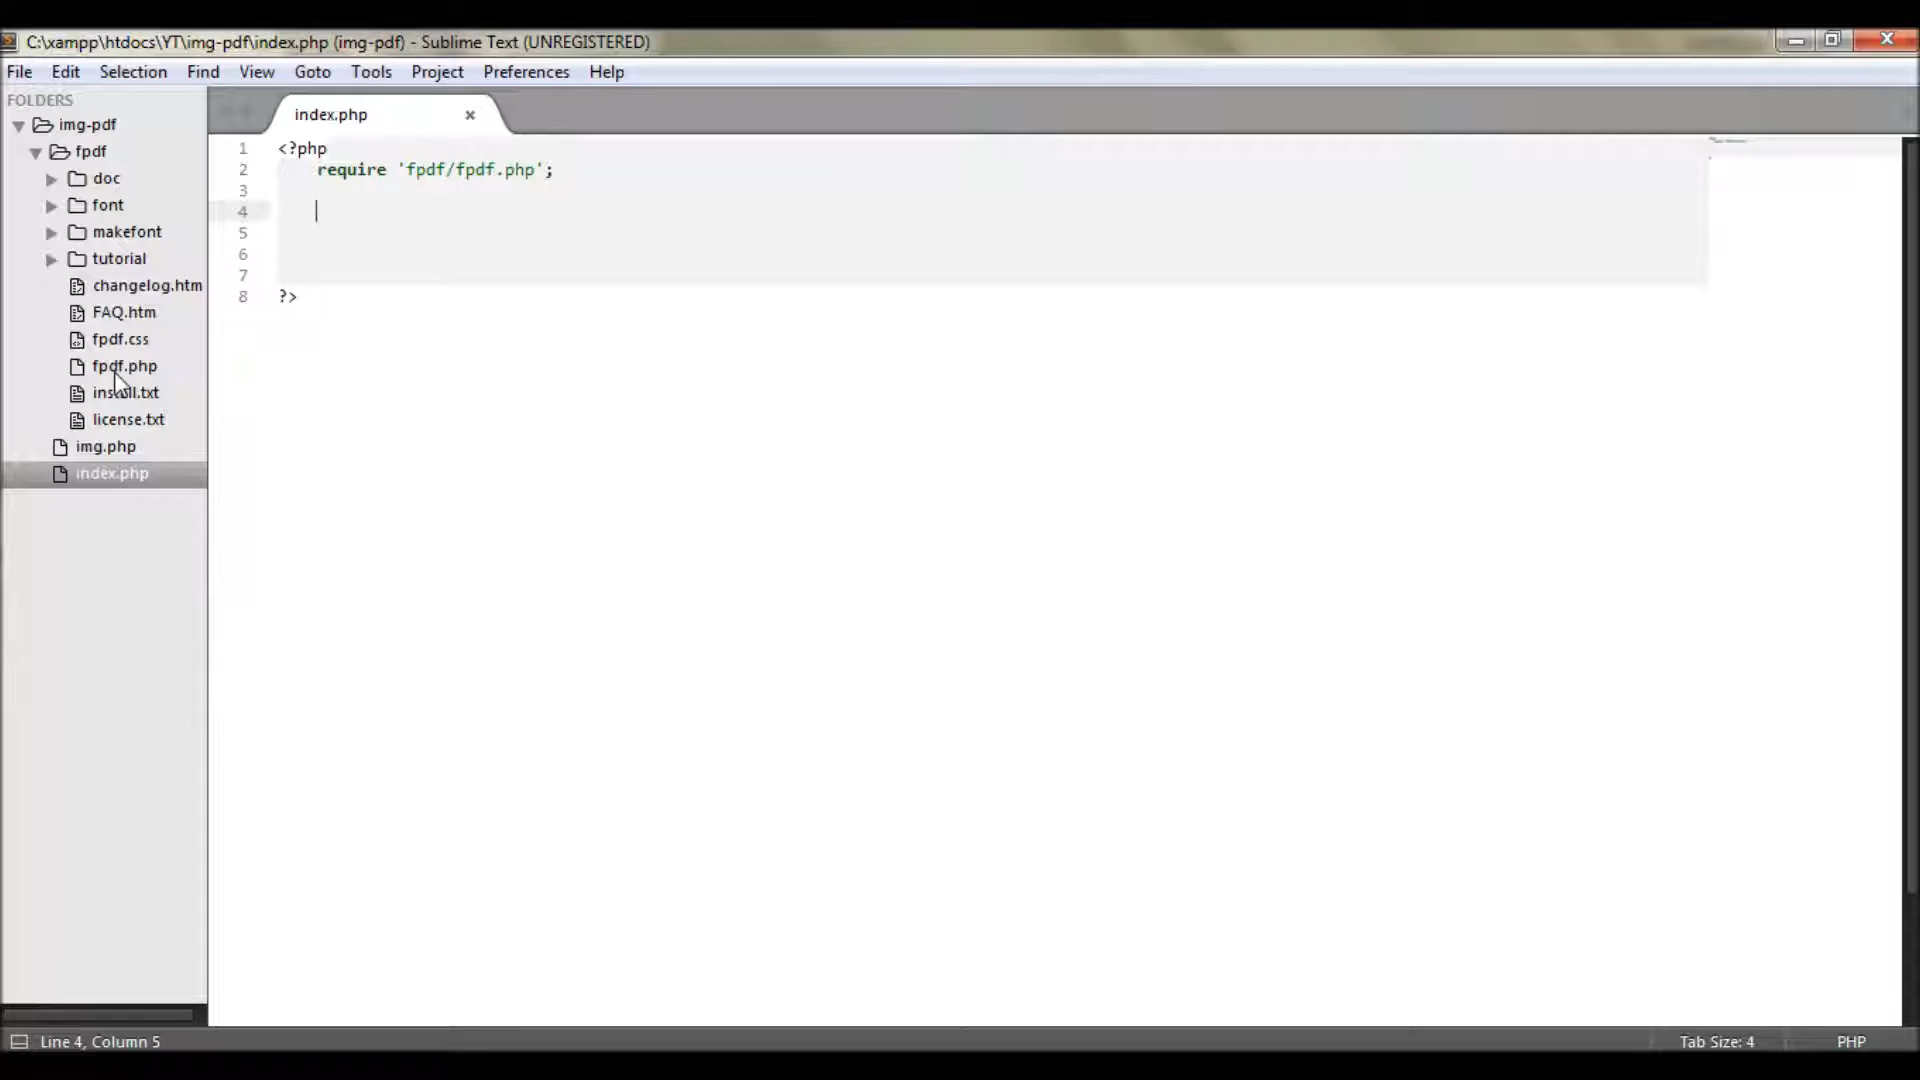 C:\xampp\htdocs\YT\img-pdf\index.php (img-pdf) - Sublime Text (UNREGISTERED)
File Edit Selection Find View Goto Tools Project Preferences Help
FOLDERS
img-pdf
fpdf
doc
font
makefont
tutorial
changelog.htm
FAQ.htm
fpdf.css
fpdf.php
install.txt
license.txt
img.php
index.php
index.php
1 <?php
2 require 'fpdf/fpdf.php';
3
4
5
6
7
8 ?>
Line 4, Column 5
Tab Size: 4
PHP